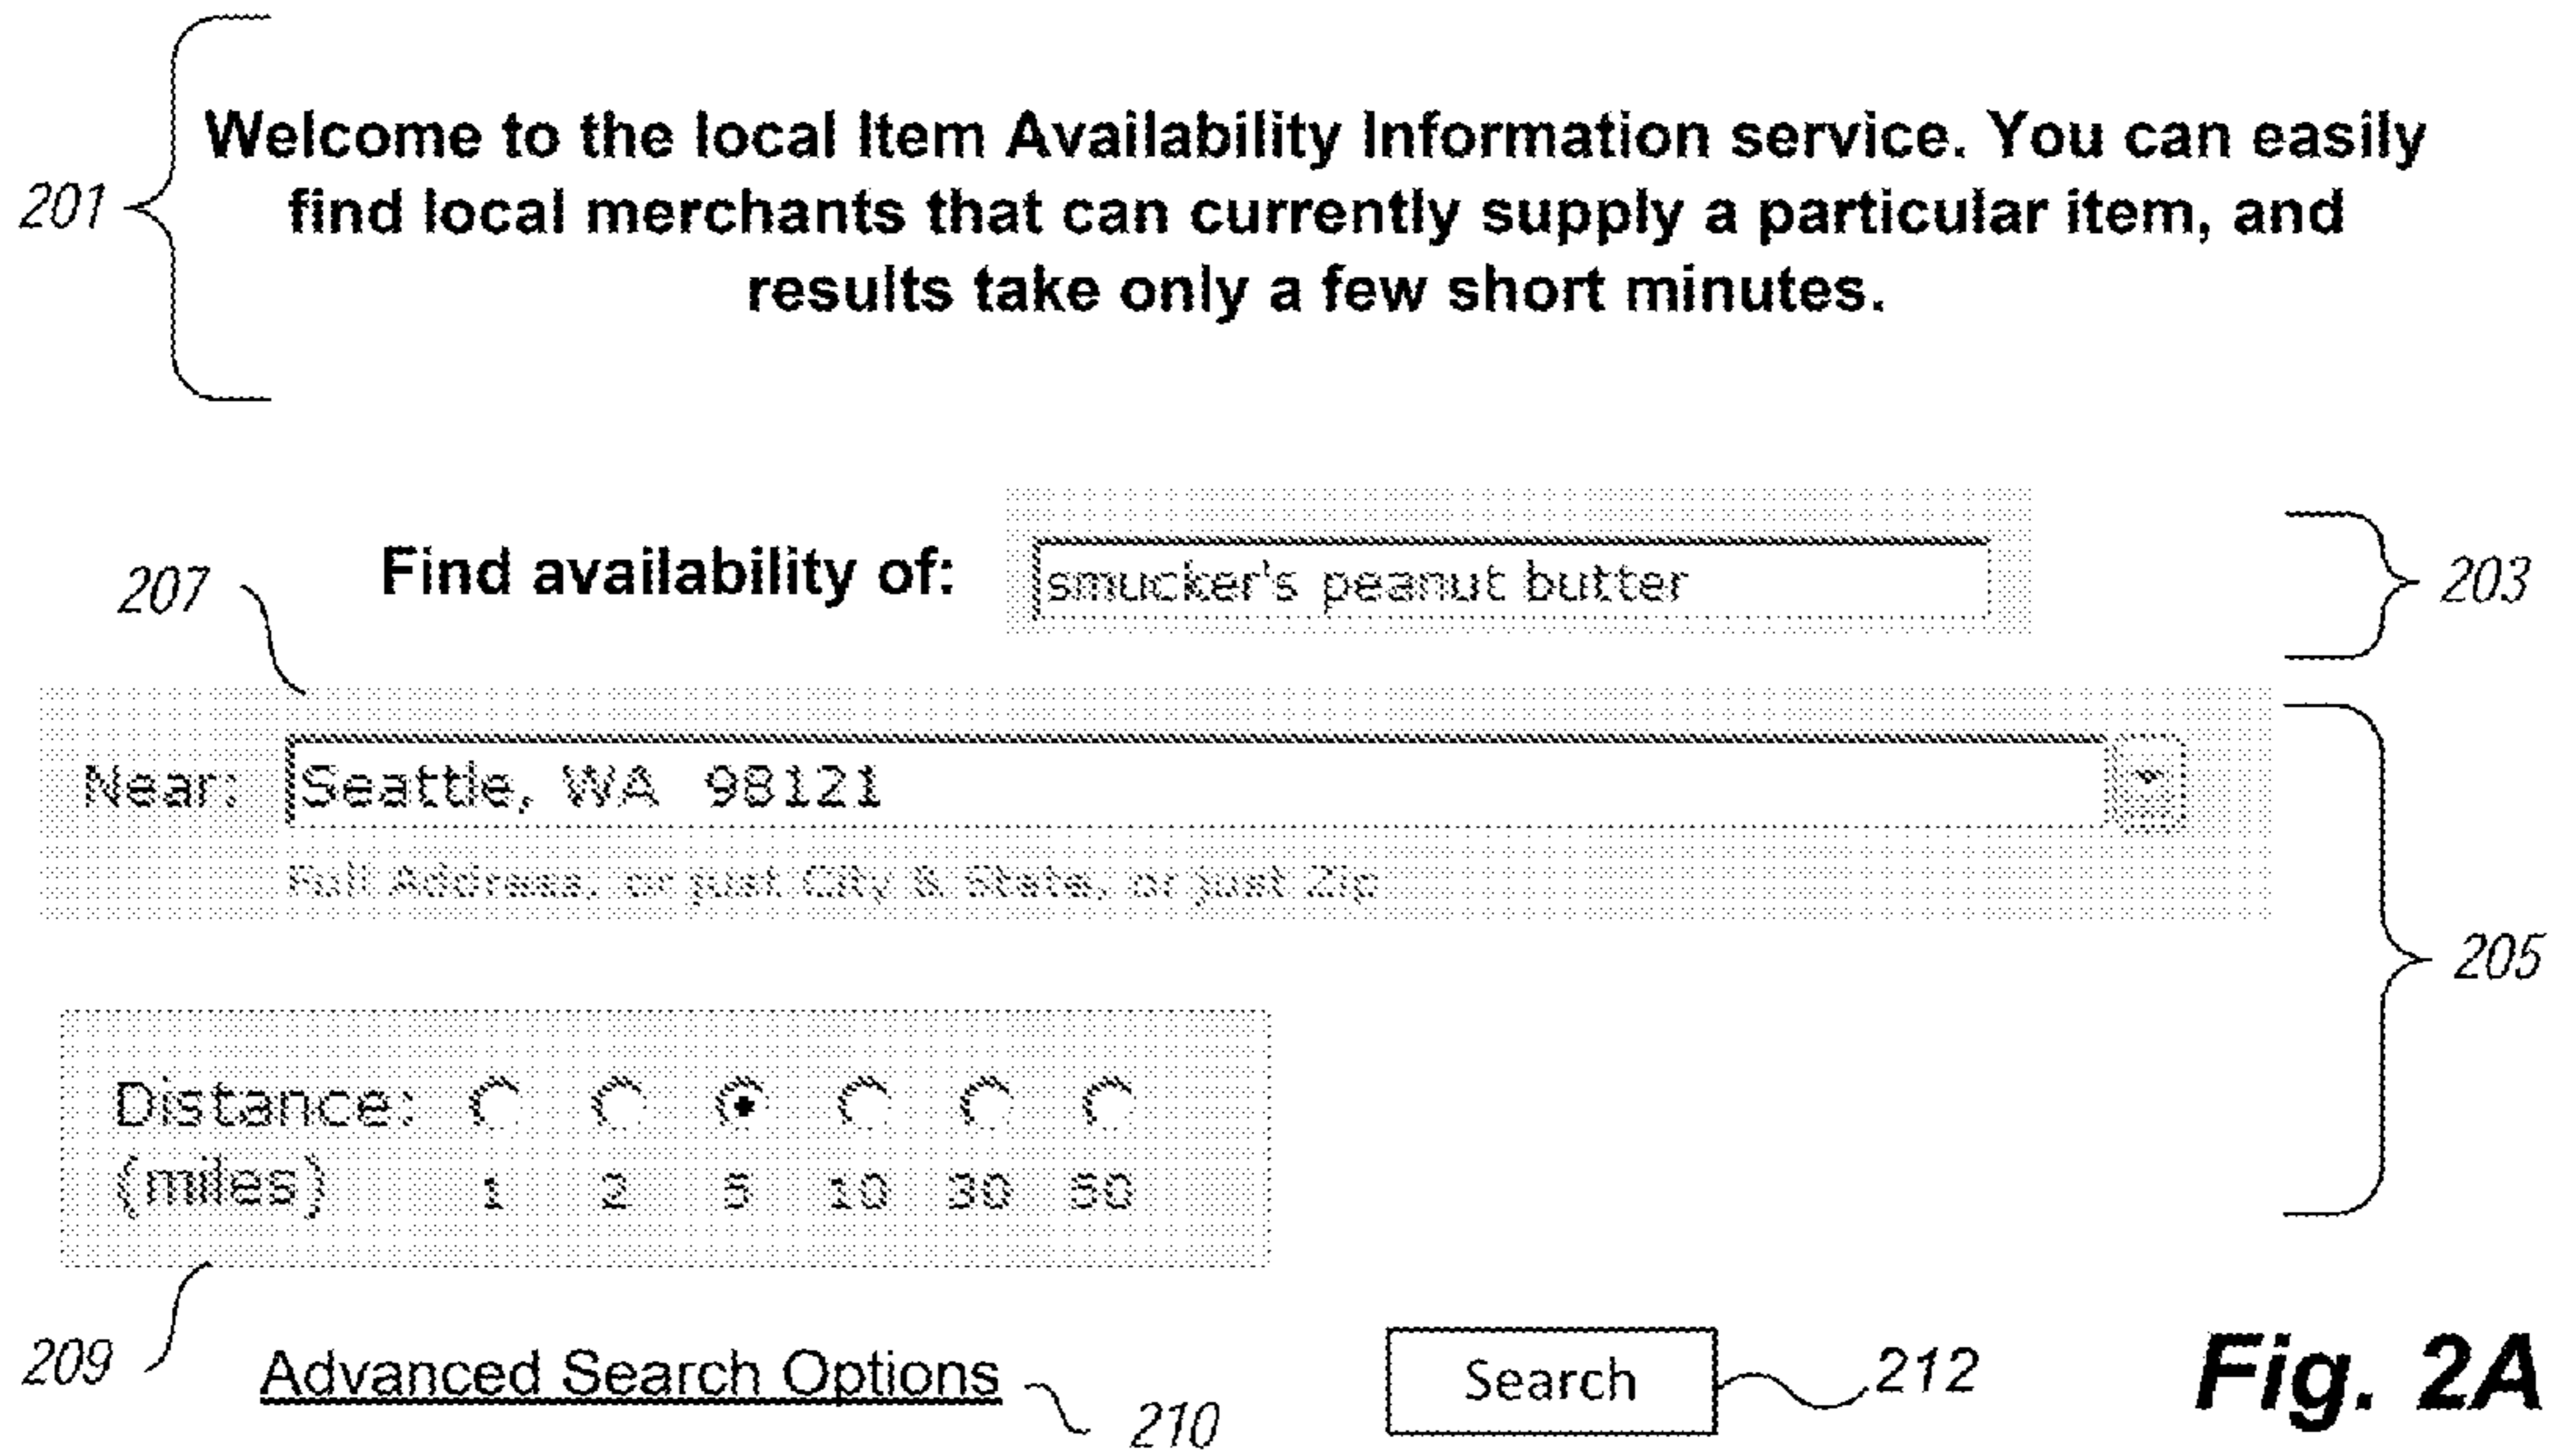 Welcome to the local Item Availability Information service. You can easily
201
find local merchants that can currently supply a particular item, and
results take only a few short minutes.
207
Find availability of:
smucker's peanut butter
203
Near:
Seattle, WA 98121
Full Address, or just City & State, or just Zip
205
Distance:
(miles)
1 2 5 10 30 50
209
Advanced Search Options
210
Search
212
Fig. 2A